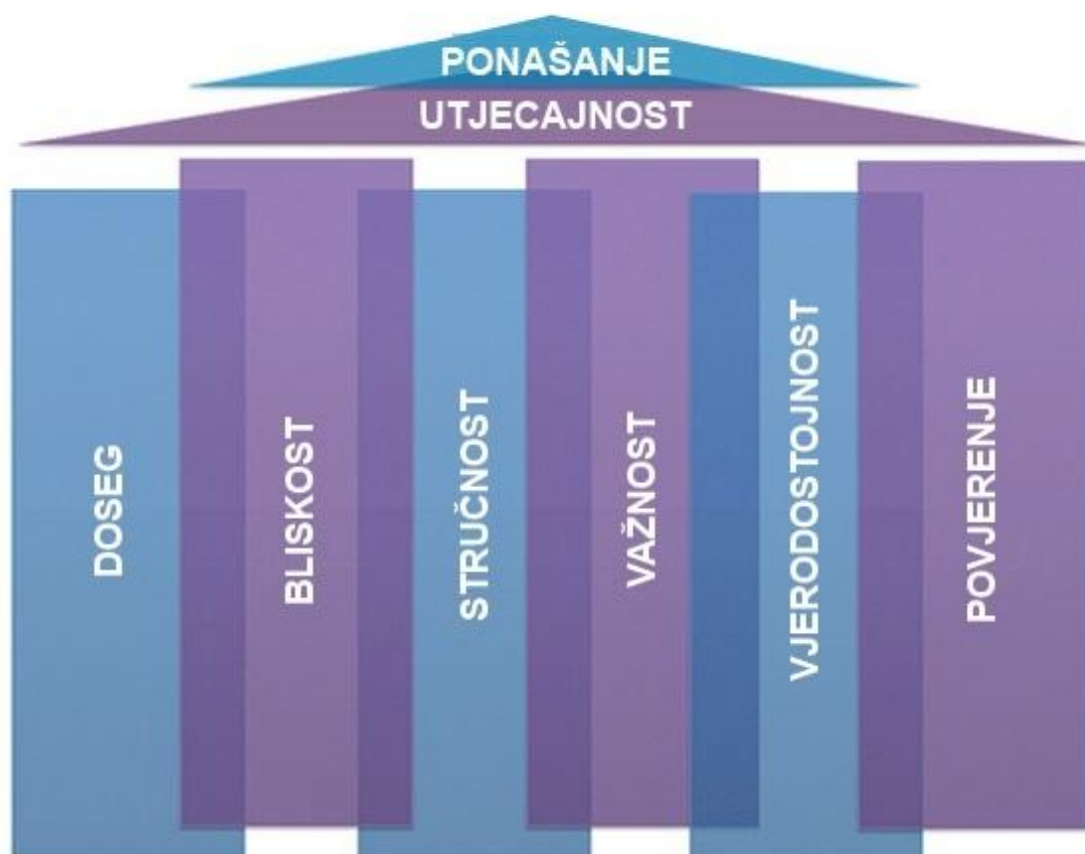 PONAŠANJE
UTJECAJNOST
DOSEG
BLISKOST
STRUČNOST
VAŽNOST
VJERODOSTOJNOST
POVJERENJE